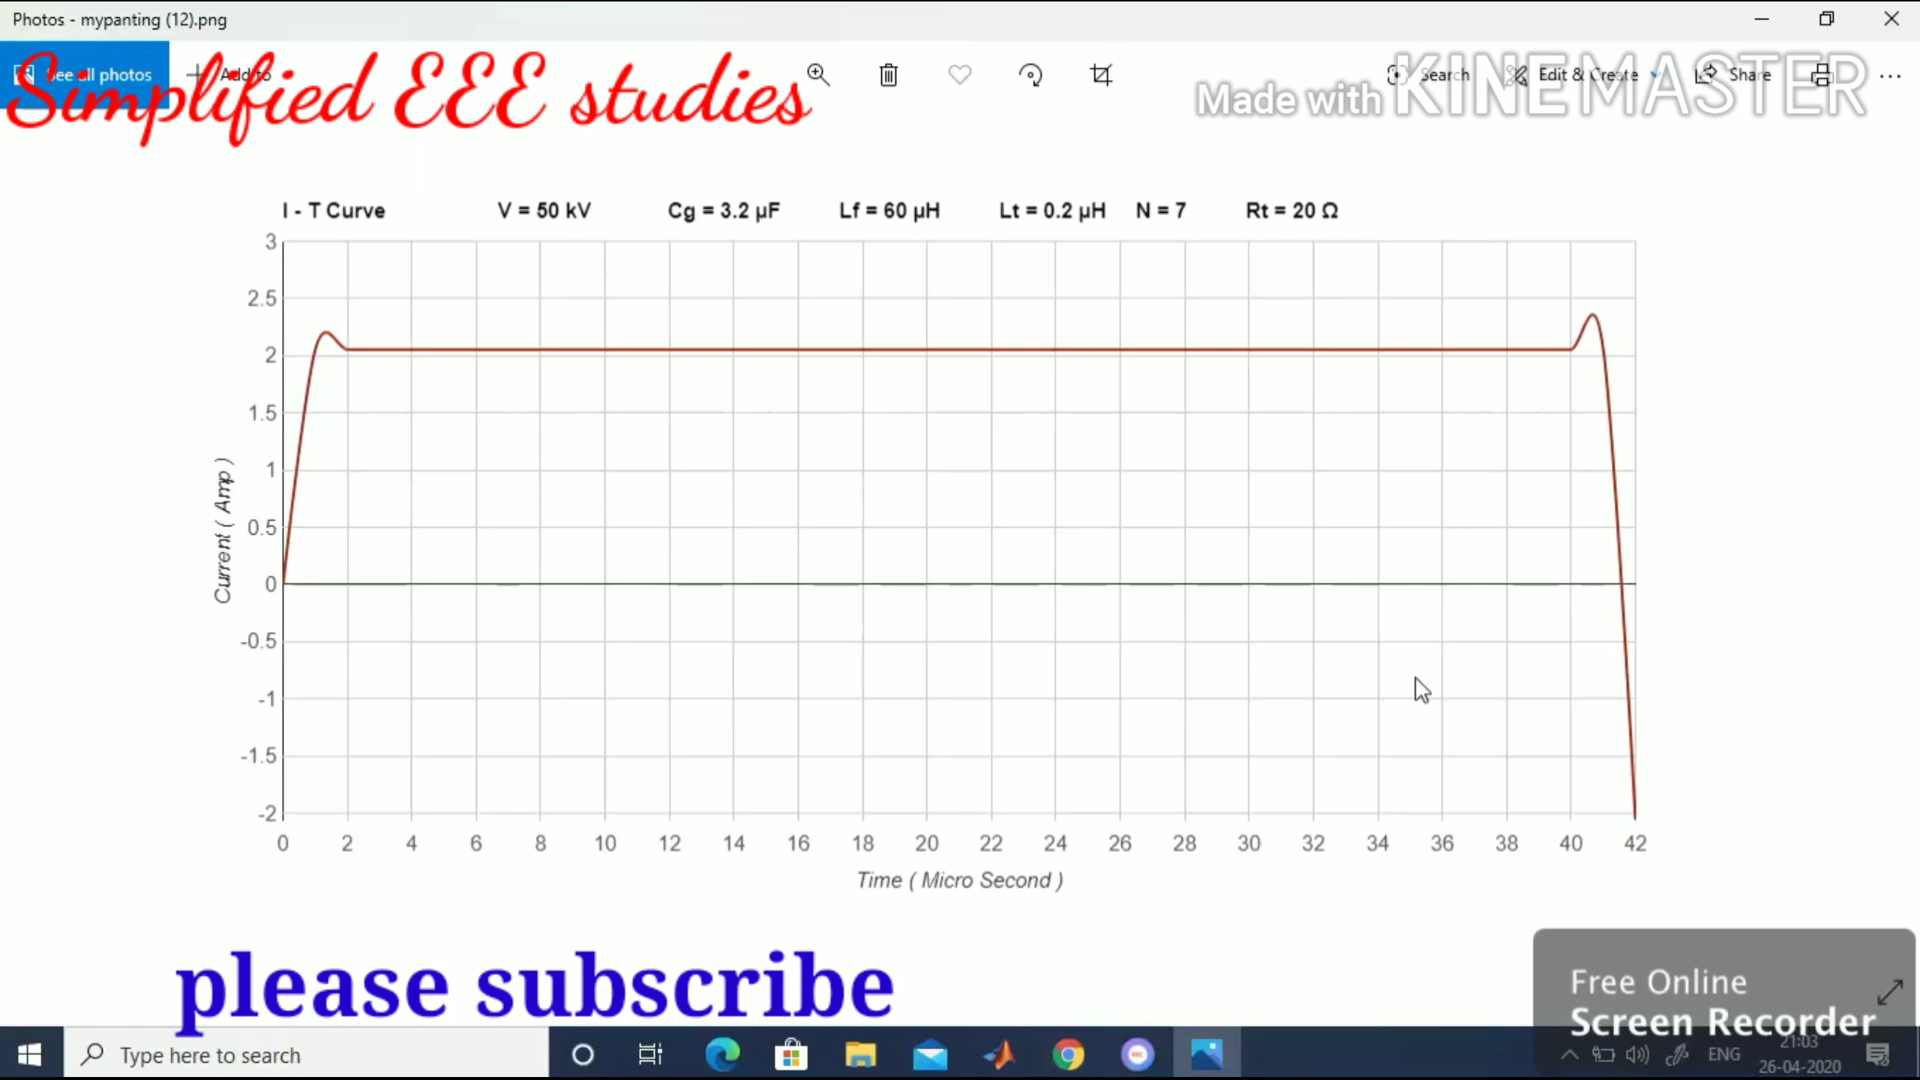 Photos - mypanting (12).png
See all photos
Add to
Search
Edit & Create
Share
Simplified EEE studies
Made with KINEMASTER
I - T Curve V = 50 kV Cg = 3.2 µF Lf = 60 µH Lt = 0.2 µH N = 7 Rt = 20 Ω
3
2.5
2
1.5
1
0.5
0
-0.5
-1
-1.5
-2
Current ( Amp )
0 2 4 6 8 10 12 14 16 18 20 22 24 26 28 30 32 34 36 38 40 42
Time ( Micro Second )
please subscribe
Free Online
Screen Recorder
Type here to search
ENG
21:03
26-04-2020